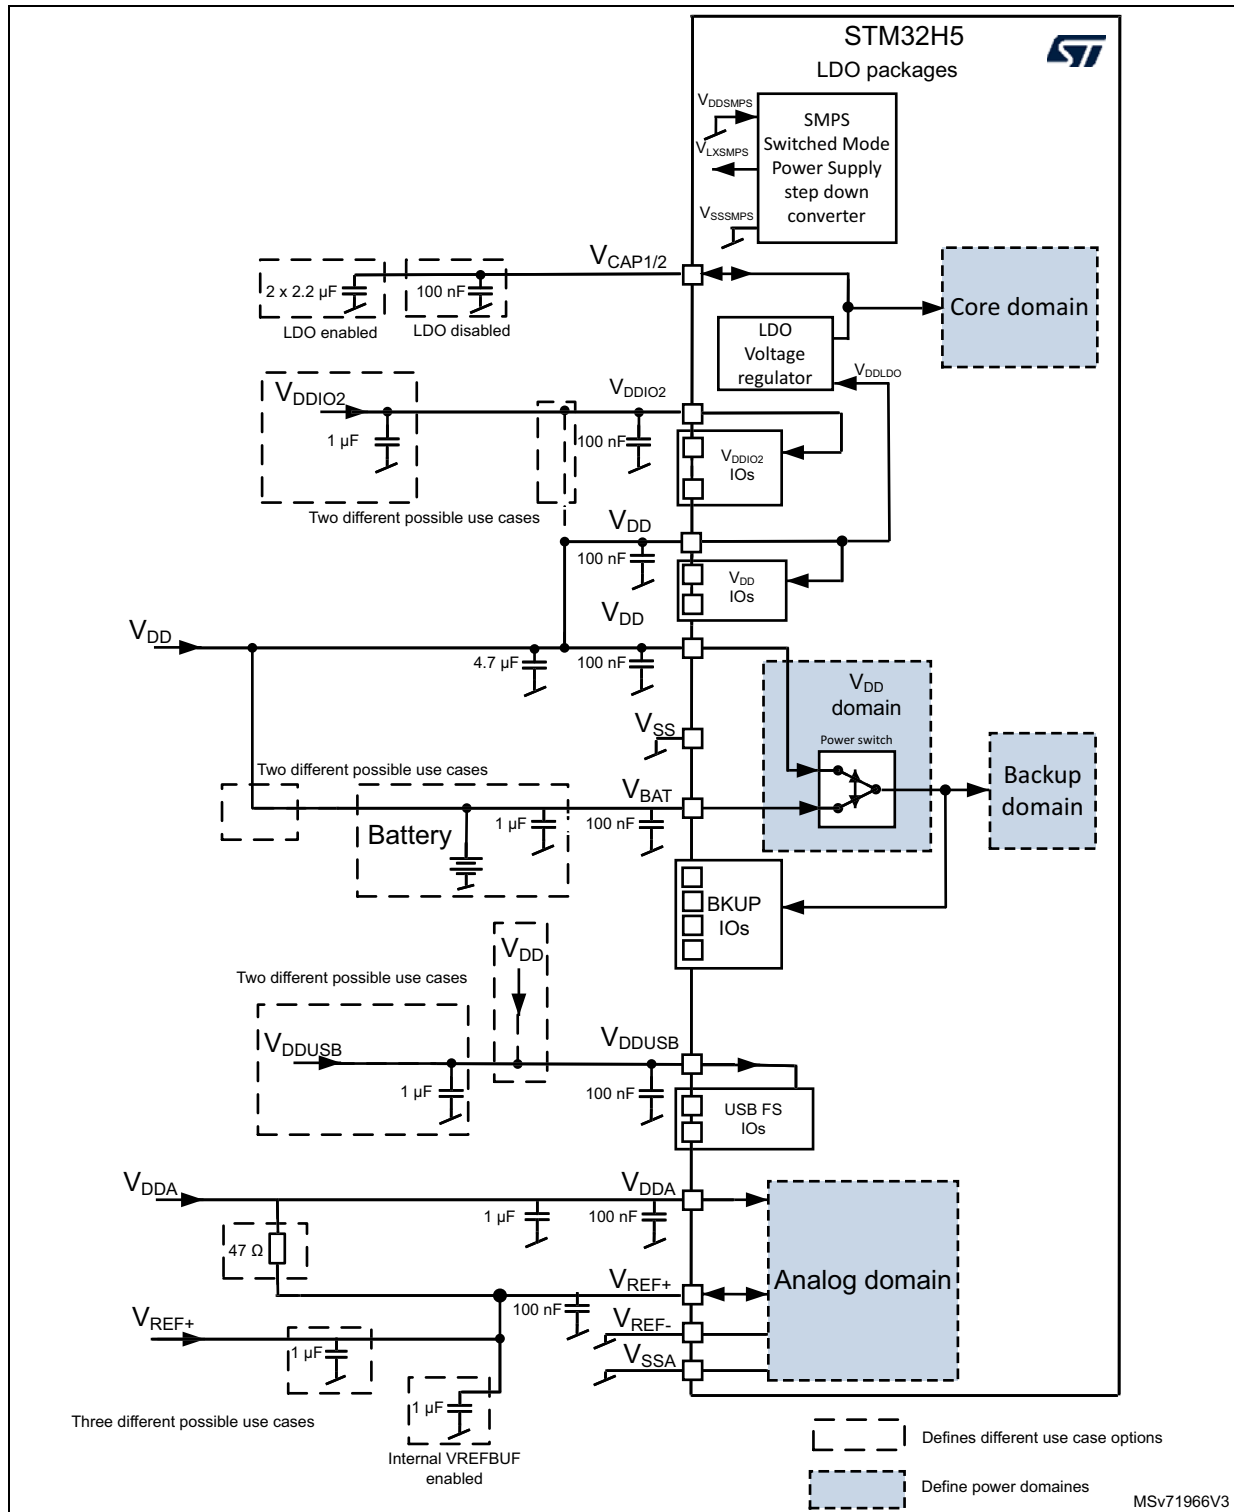 STM32H5
LDO packages
ST
VDDSMPS
VLXSMPS
VSSSMPS
SMPS
Switched Mode
Power Supply
step down
converter
VCAP1/2
2 x 2.2 µF
100 nF
LDO enabled
LDO disabled
Core domain
LDO
Voltage
regulator
VDDLDO
VDDIO2
1 µF
VDDIO2
100 nF
VDDIO2
IOs
Two different possible use cases
VDD
100 nF
VDD
IOs
VDD
VDD
4.7 µF
100 nF
VDD
domain
Power switch
VSS
Two different possible use cases
Battery
1 µF
VBAT
100 nF
Backup
domain
BKUP
IOs
VDD
Two different possible use cases
VDDUSB
1 µF
VDDUSB
100 nF
USB FS
IOs
VDDA
1 µF
VDDA
100 nF
47 Ω
Analog domain
VREF+
100 nF
VREF+
1 µF
VREF-
VSSA
1 µF
Three different possible use cases
Internal VREFBUF
enabled
Defines different use case options
Define power domaines
MSv71966V3